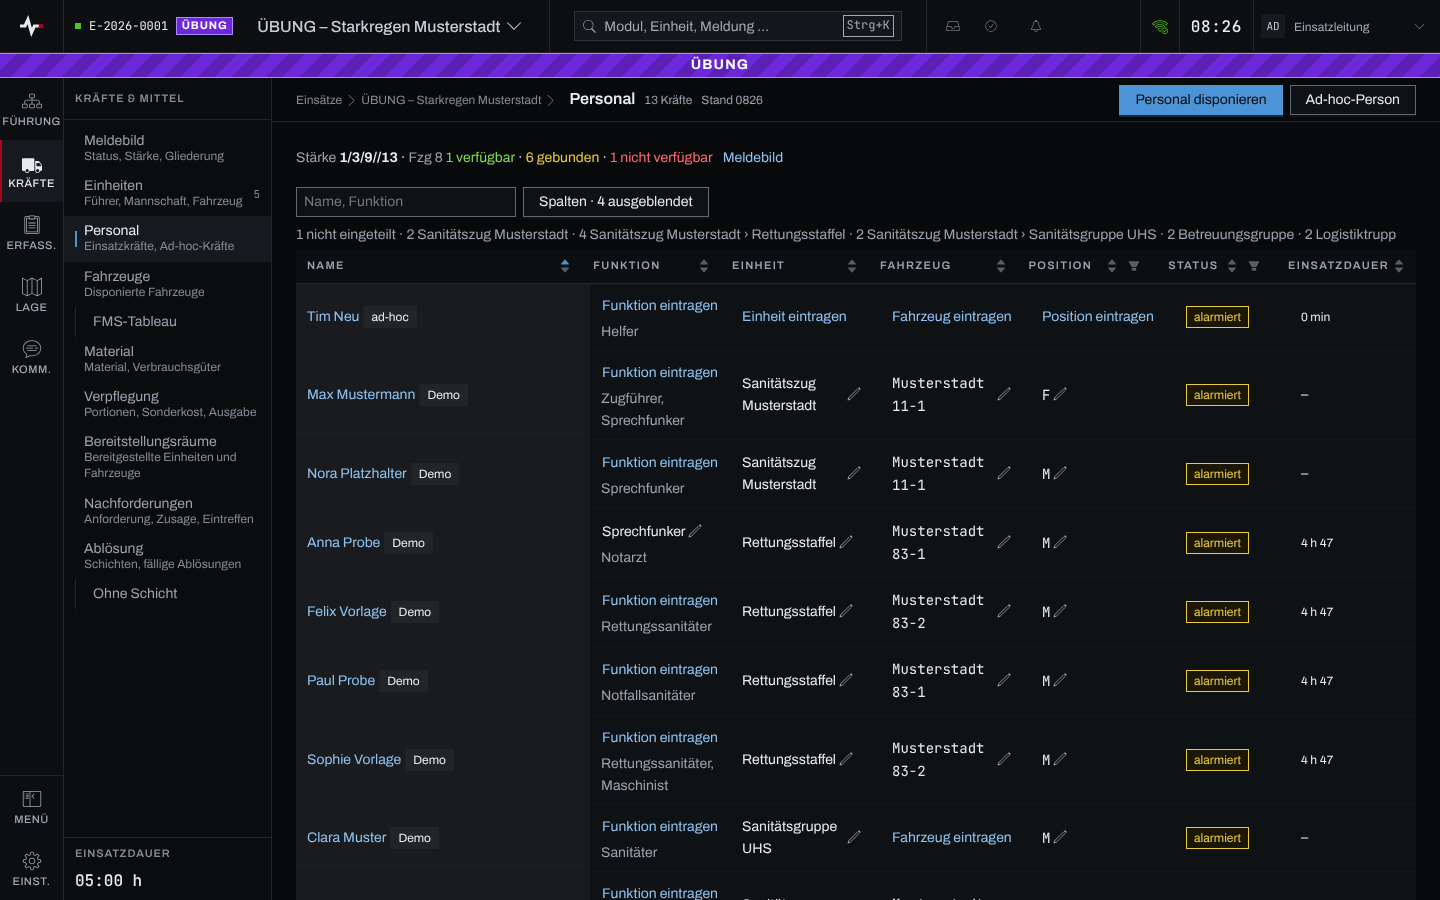 E-2026-0001 ÜBUNG ÜBUNG – Starkregen Musterstadt Modul, Einheit, Meldung ... Strg+K 08:26 AD Einsatzleitung
ÜBUNG
FÜHRUNG
KRÄFTE
ERFASS.
LAGE
KOMM.
MENÜ
EINST.
KRÄFTE & MITTEL
Meldebild
Status, Stärke, Gliederung
Einheiten
Führer, Mannschaft, Fahrzeug 5
Personal
Einsatzkräfte, Ad-hoc-Kräfte
Fahrzeuge
Disponierte Fahrzeuge
FMS-Tableau
Material
Material, Verbrauchsgüter
Verpflegung
Portionen, Sonderkost, Ausgabe
Bereitstellungsräume
Bereitgestellte Einheiten und
Fahrzeuge
Nachforderungen
Anforderung, Zusage, Eintreffen
Ablösung
Schichten, fällige Ablösungen
Ohne Schicht
EINSATZDAUER
05:00 h
Einsätze ÜBUNG – Starkregen Musterstadt Personal 13 Kräfte Stand 0826 Personal disponieren Ad-hoc-Person
Stärke 1/3/9//13 · Fzg 8 1 verfügbar · 6 gebunden · 1 nicht verfügbar Meldebild
Name, Funktion Spalten · 4 ausgeblendet
1 nicht eingeteilt · 2 Sanitätszug Musterstadt · 4 Sanitätszug Musterstadt › Rettungsstaffel · 2 Sanitätszug Musterstadt › Sanitätsgruppe UHS · 2 Betreuungsgruppe · 2 Logistiktrupp
NAME FUNKTION EINHEIT FAHRZEUG POSITION STATUS EINSATZDAUER
Tim Neu ad-hoc Funktion eintragen Helfer Einheit eintragen Fahrzeug eintragen Position eintragen alarmiert 0 min
Max Mustermann Demo Funktion eintragen Zugführer, Sprechfunker Sanitätszug Musterstadt Musterstadt 11-1 F alarmiert –
Nora Platzhalter Demo Funktion eintragen Sprechfunker Sanitätszug Musterstadt Musterstadt 11-1 M alarmiert –
Anna Probe Demo Sprechfunker Notarzt Rettungsstaffel Musterstadt 83-1 M alarmiert 4 h 47
Felix Vorlage Demo Funktion eintragen Rettungssanitäter Rettungsstaffel Musterstadt 83-2 M alarmiert 4 h 47
Paul Probe Demo Funktion eintragen Notfallsanitäter Rettungsstaffel Musterstadt 83-1 M alarmiert 4 h 47
Sophie Vorlage Demo Funktion eintragen Rettungssanitäter, Maschinist Rettungsstaffel Musterstadt 83-2 M alarmiert 4 h 47
Clara Muster Demo Funktion eintragen Sanitäter Sanitätsgruppe UHS Fahrzeug eintragen M alarmiert –
Funktion eintragen